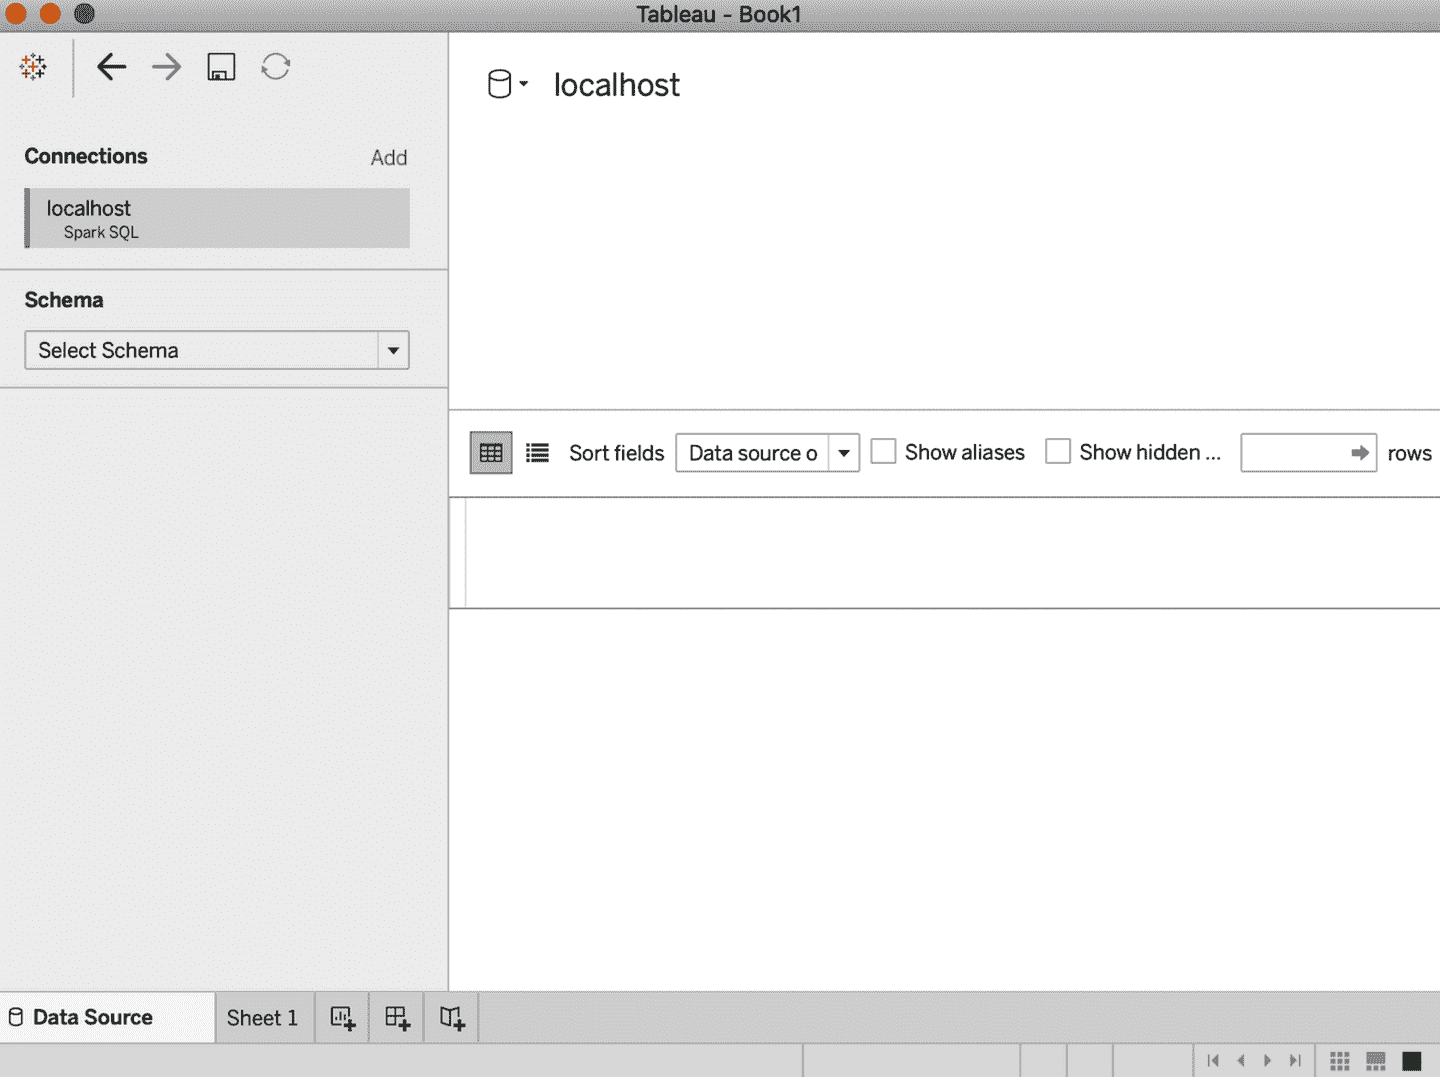 Tableau - Book1
localhost
Connections
Add
localhost
Spark SQL
Schema
Select Schema
Sort fields
Data source o
Show aliases
Show hidden ...
rows
Data Source
Sheet 1